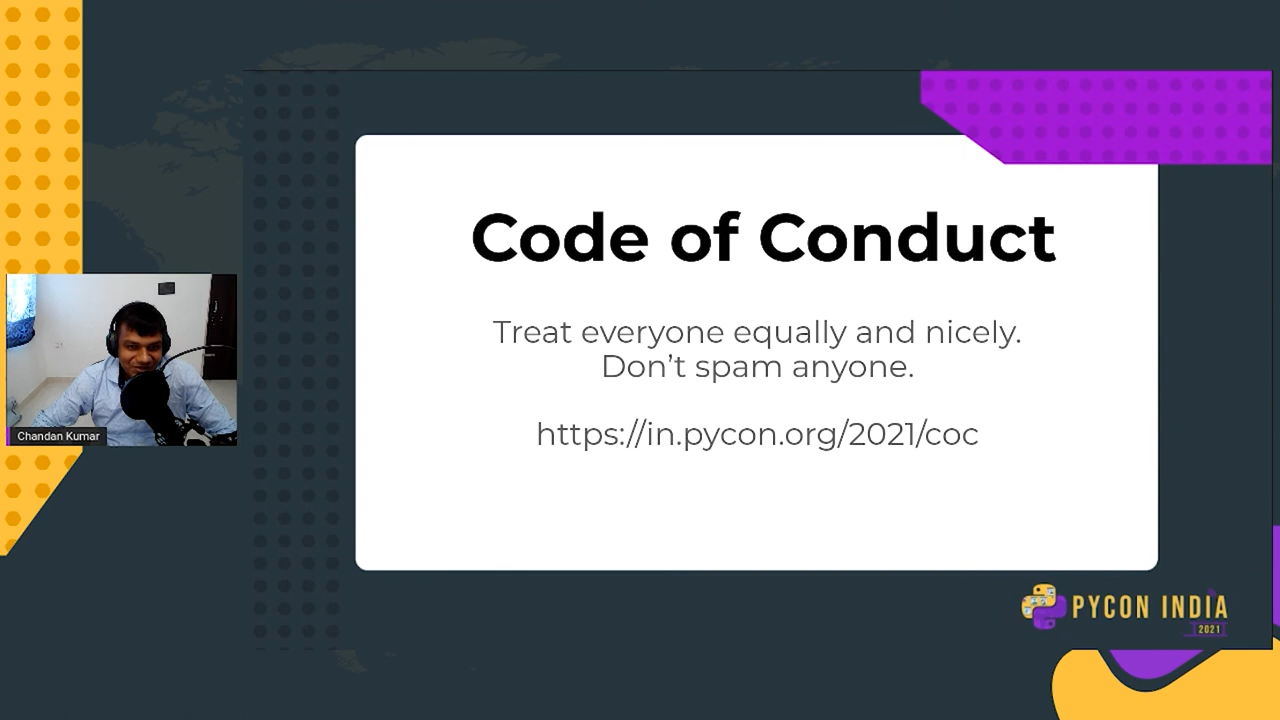 Code of Conduct
Treat everyone equally and nicely.
Don’t spam anyone.
https://in.pycon.org/2021/coc
Chandan Kumar
PYCON INDIA
2021